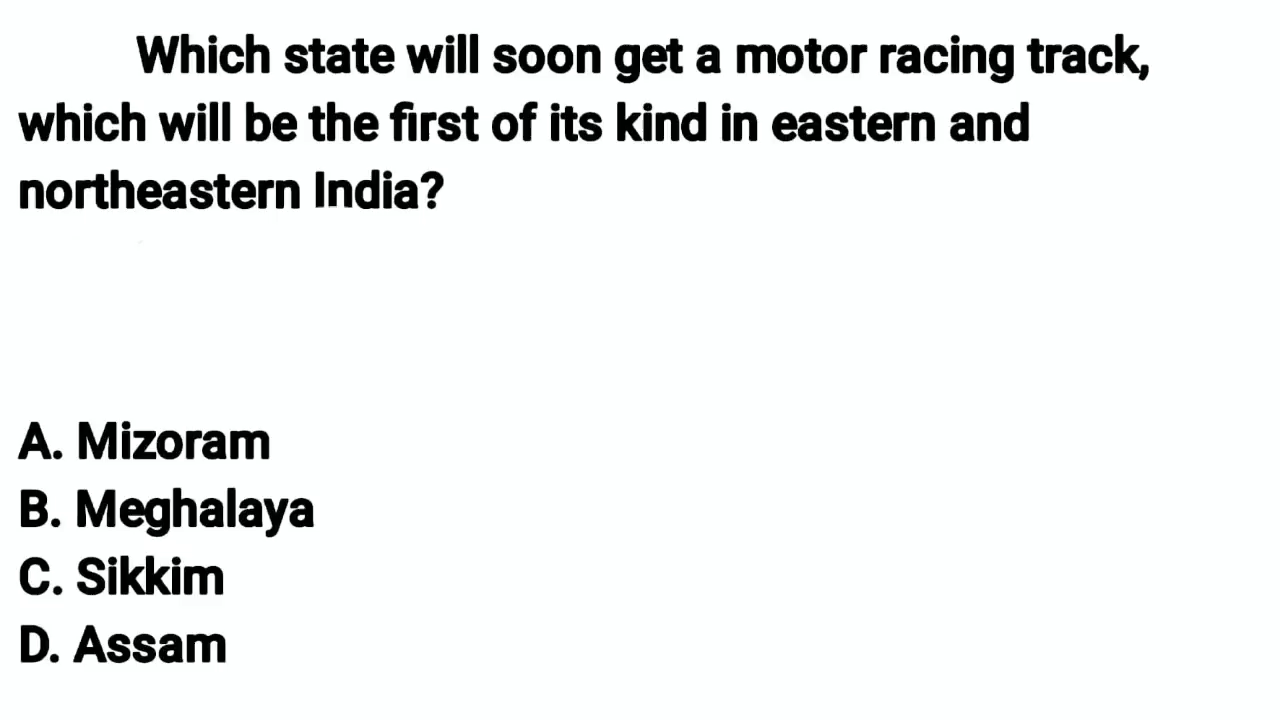 Which state will soon get a motor racing track,
which will be the first of its kind in eastern and
northeastern India?
A. Mizoram
B. Meghalaya
C. Sikkim
D. Assam